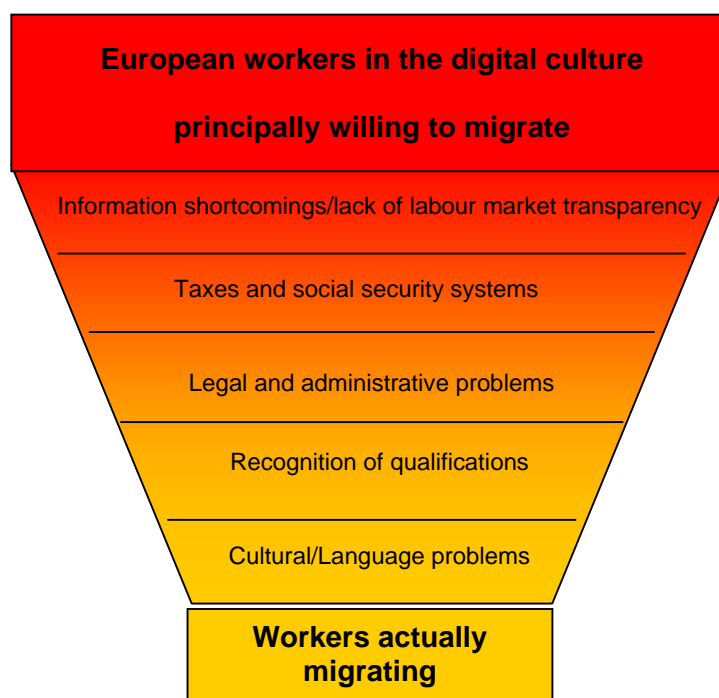 European workers in the digital culture
principally willing to migrate
Information shortcomings/lack of labour market transparency
Taxes and social security systems
Legal and administrative problems
Recognition of qualifications
Cultural/Language problems
Workers actually
migrating